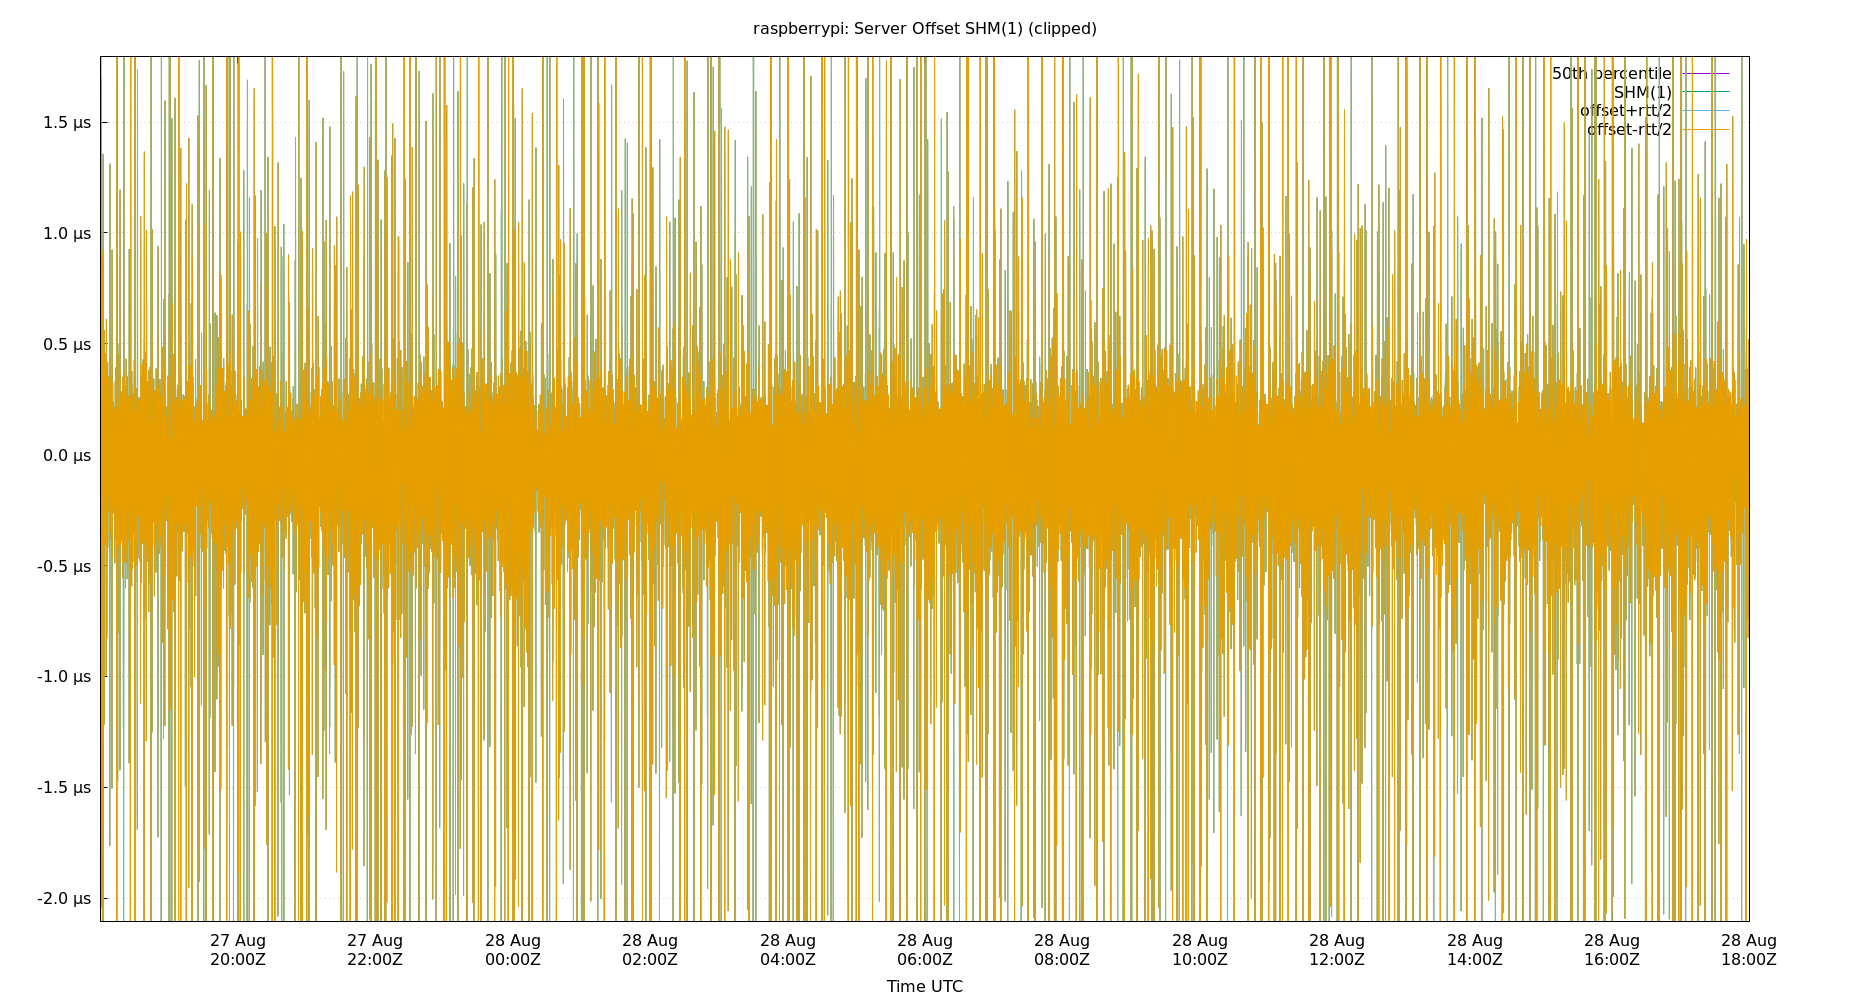 raspberrypi: Server Offset SHM(1) (clipped)
50th percentile
SHM(1)
offset+rtt/2
offset-rtt/2
1.5 µs
1.0 µs
0.5 µs
0.0 µs
-0.5 µs
-1.0 µs
-1.5 µs
-2.0 µs
27 Aug 27 Aug 28 Aug 28 Aug 28 Aug 28 Aug 28 Aug 28 Aug 28 Aug 28 Aug 28 Aug 28 Aug
20:00Z 22:00Z 00:00Z 02:00Z 04:00Z 06:00Z 08:00Z 10:00Z 12:00Z 14:00Z 16:00Z 18:00Z
Time UTC